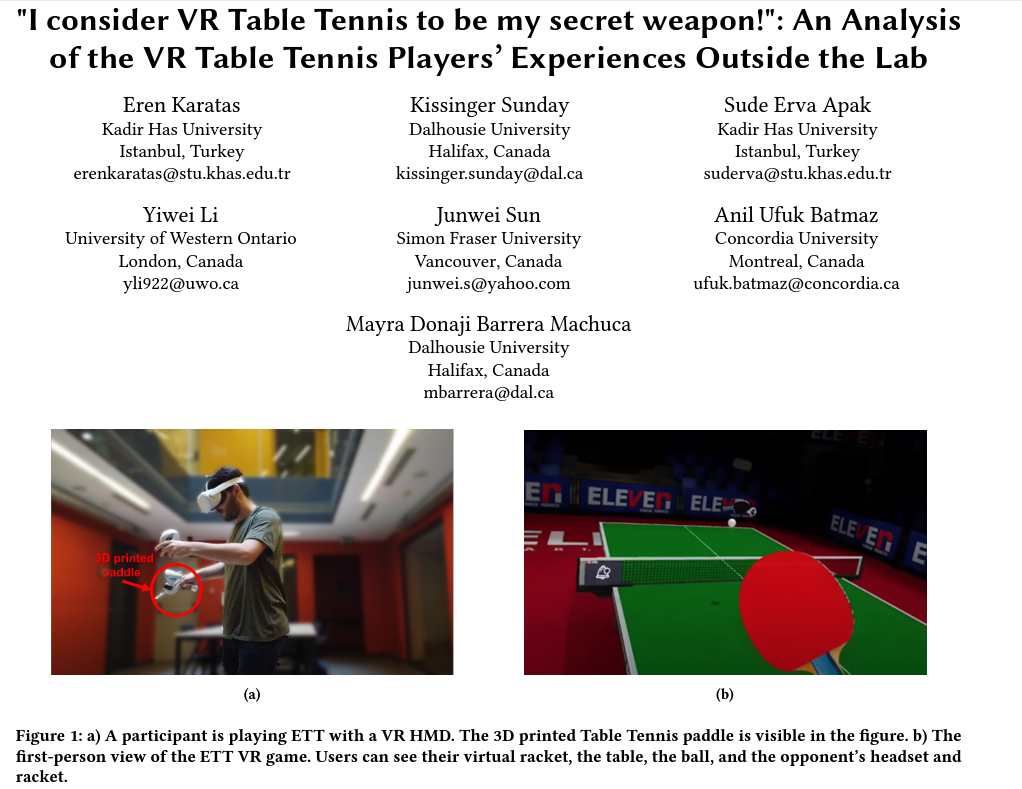 "I consider VR Table Tennis to be my secret weapon!": An Analysis
of the VR Table Tennis Players’ Experiences Outside the Lab
Eren Karatas
Kadir Has University
Istanbul, Turkey
erenkaratas@stu.khas.edu.tr
Kissinger Sunday
Dalhousie University
Halifax, Canada
kissinger.sunday@dal.ca
Sude Erva Apak
Kadir Has University
Istanbul, Turkey
suderva@stu.khas.edu.tr
Yiwei Li
University of Western Ontario
London, Canada
yli922@uwo.ca
Junwei Sun
Simon Fraser University
Vancouver, Canada
junwei.s@yahoo.com
Anil Ufuk Batmaz
Concordia University
Montreal, Canada
ufuk.batmaz@concordia.ca
Mayra Donaji Barrera Machuca
Dalhousie University
Halifax, Canada
mbarrera@dal.ca
3D printed
paddle
ELEVEN
ELEVEN
ELEVEN
(a)
(b)
Figure 1: a) A participant is playing ETT with a VR HMD. The 3D printed Table Tennis paddle is visible in the figure. b) The
first-person view of the ETT VR game. Users can see their virtual racket, the table, the ball, and the opponent’s headset and
racket.